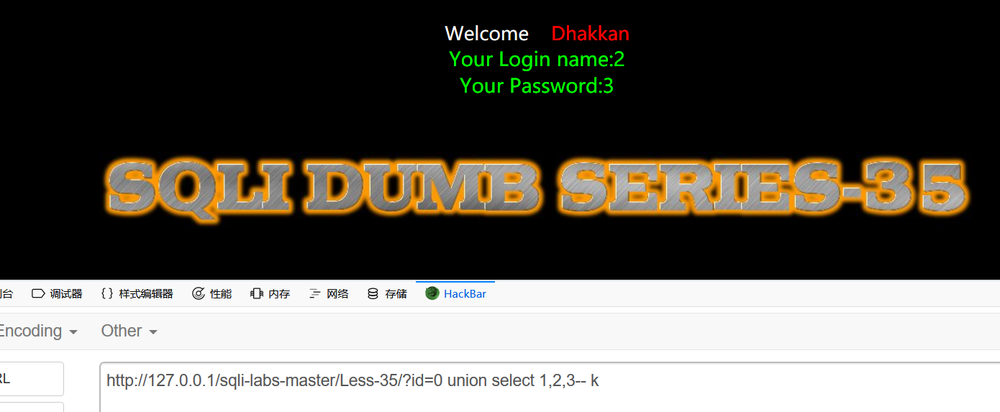 Welcome Dhakkan
Your Login name:2
Your Password:3
SQLI DUMB SERIES-35
台 调试器 {} 样式编辑器 性能 内存 网络 存储 HackBar
Encoding Other
RL
http://127.0.0.1/sqli-labs-master/Less-35/?id=0 union select 1,2,3-- k